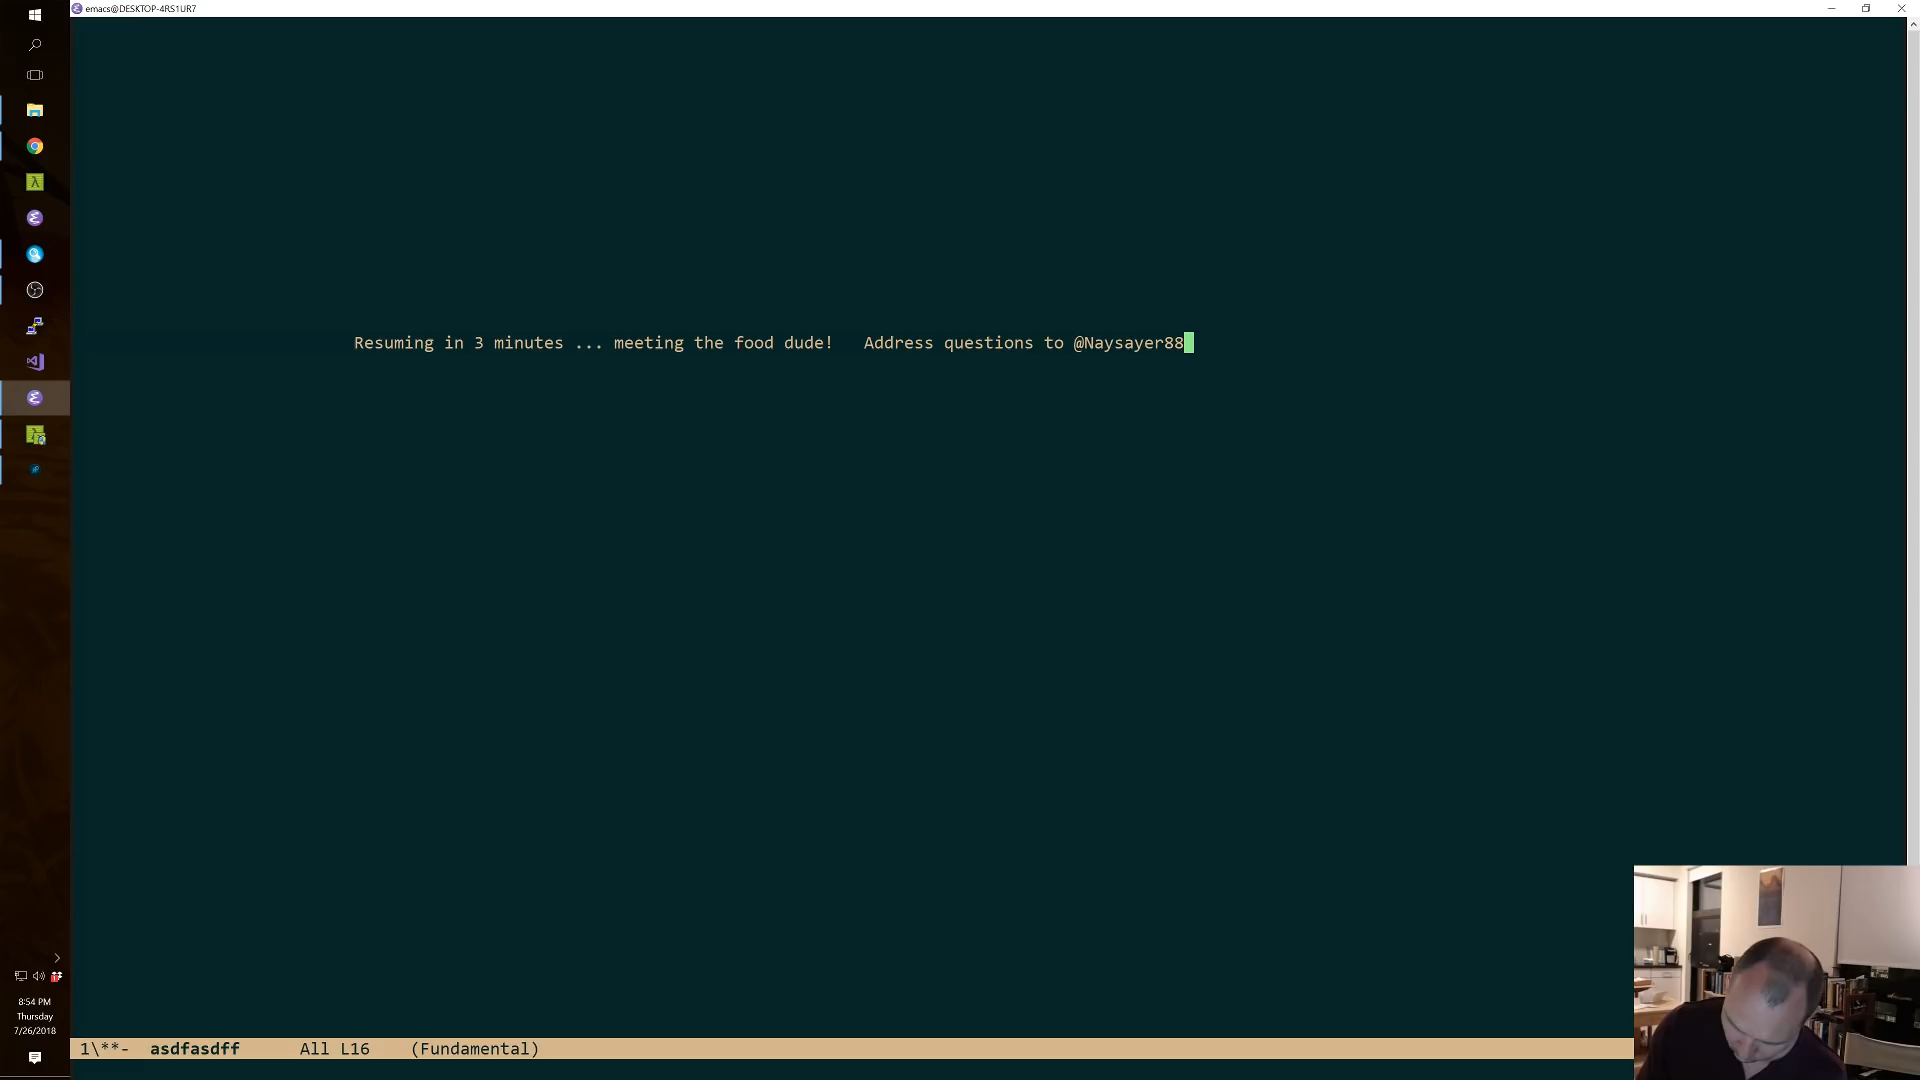 emacs@DESKTOP-4RS1UR7
Resuming in 3 minutes ... meeting the food dude!   Address questions to @Naysayer88
8:54 PM
Thursday
7/26/2018
1\**-  asdfasdff      All L16    (Fundamental)